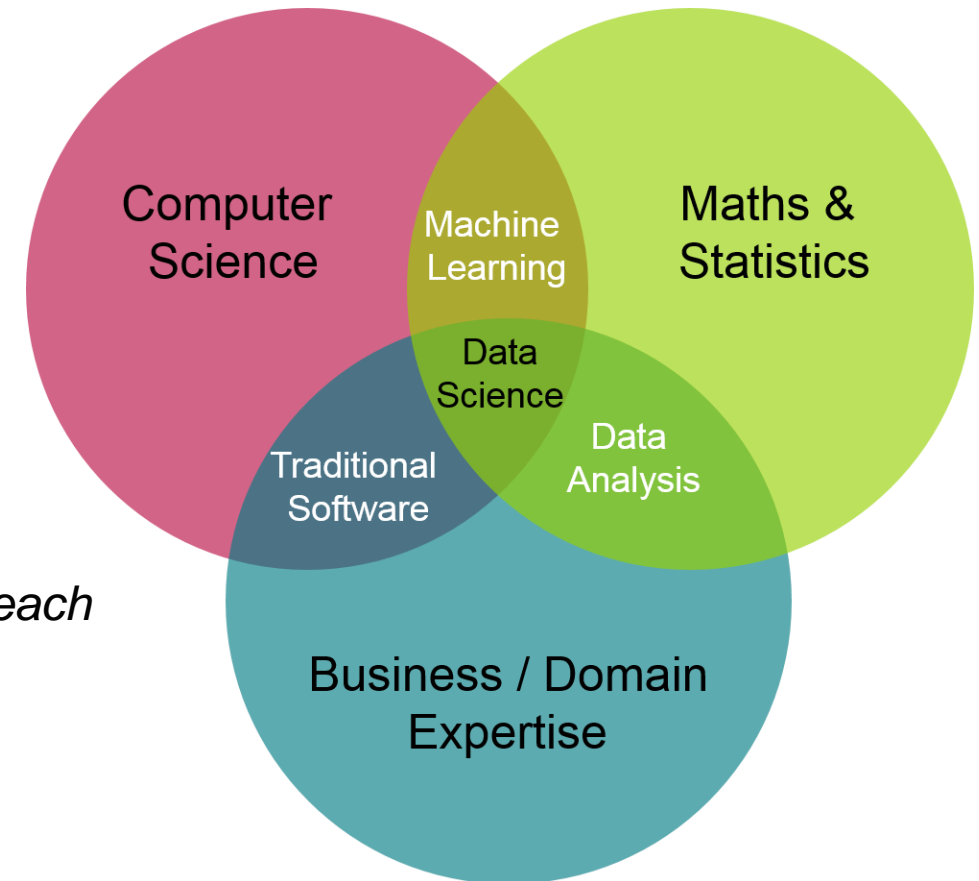 Computer
Science
Maths &
Statistics
Machine
Learning
Data
Science
Traditional
Software
Data
Analysis
each
Business / Domain
Expertise